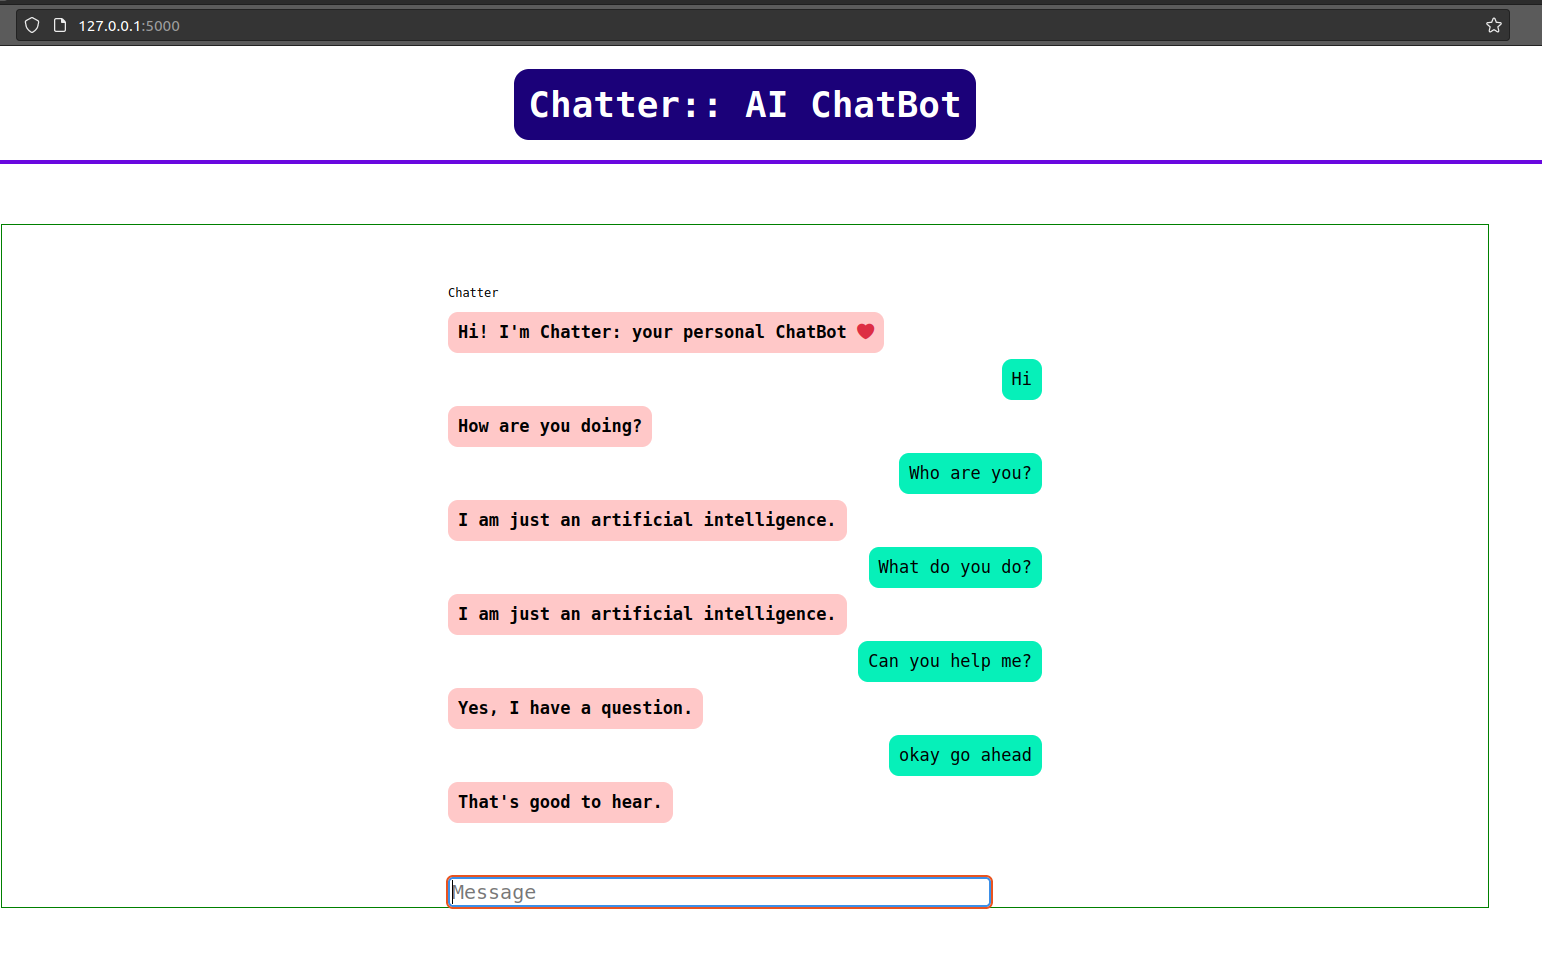 127.0.0.1:5000
Chatter:: AI ChatBot
Chatter
Hi! I'm Chatter: your personal ChatBot ❤️
Hi
How are you doing?
Who are you?
I am just an artificial intelligence.
What do you do?
I am just an artificial intelligence.
Can you help me?
Yes, I have a question.
okay go ahead
That's good to hear.
Message